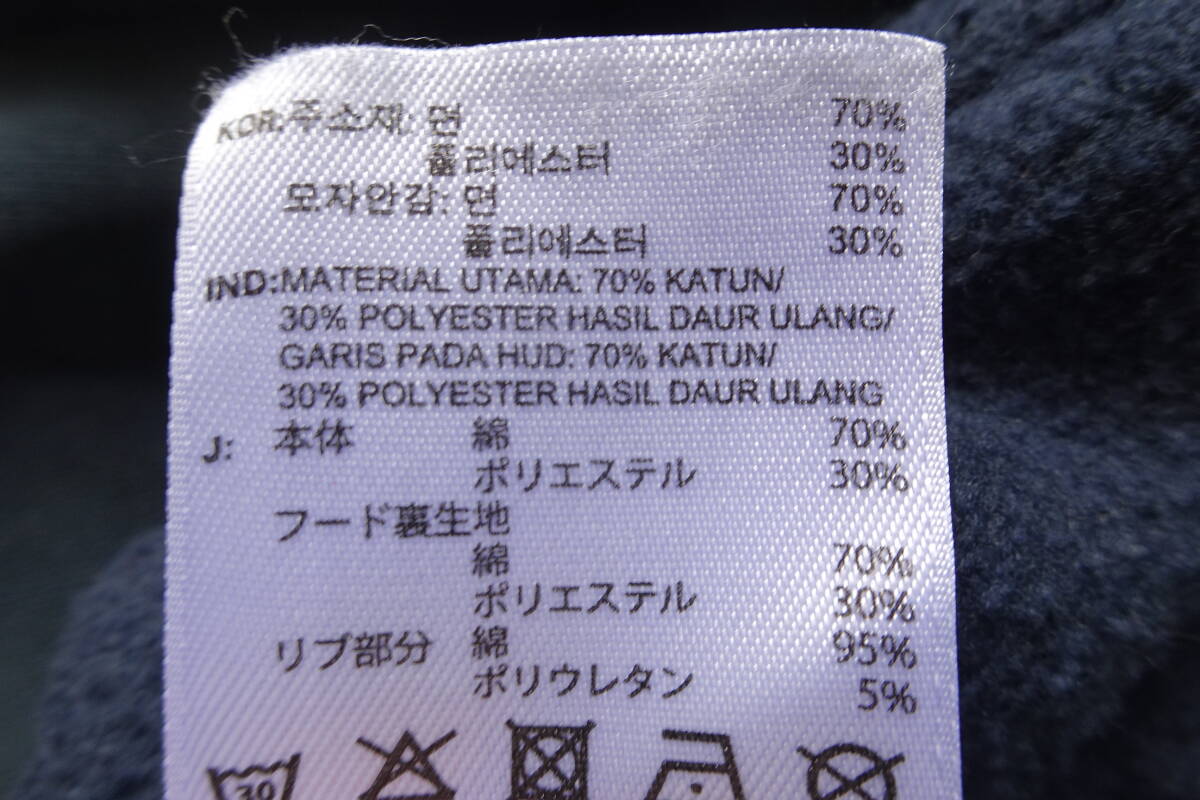 KOR:주소재: 면 70%
폴리에스터 30%
모자안감: 면 70%
폴리에스터 30%
IND:MATERIAL UTAMA: 70% KATUN/
30% POLYESTER HASIL DAUR ULANG/
GARIS PADA HUD: 70% KATUN/
30% POLYESTER HASIL DAUR ULANG
J: 本体 綿 70%
ポリエステル 30%
フード裏生地
綿 70%
ポリエステル 30%
リブ部分 綿 95%
ポリウレタン 5%
30